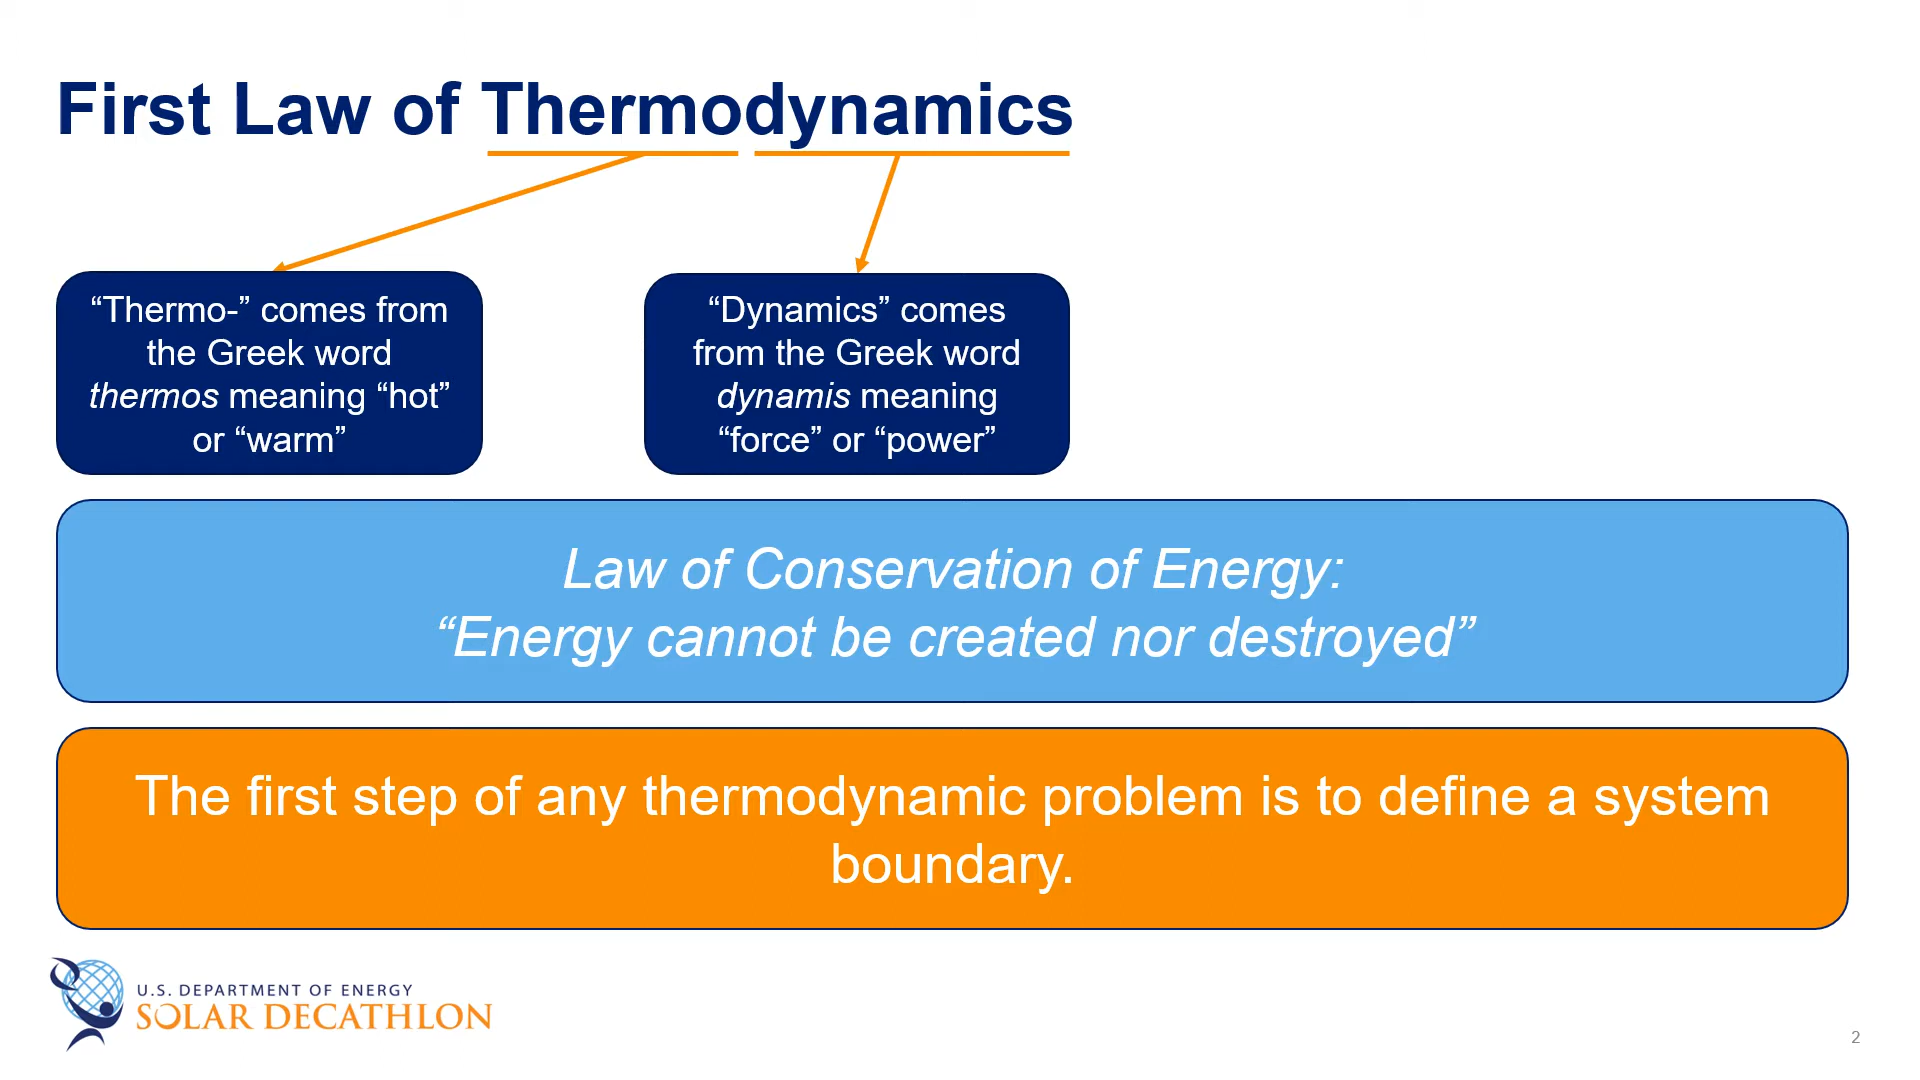 First Law of Thermodynamics
“Thermo-” comes from
the Greek word
thermos meaning “hot”
or “warm”
“Dynamics” comes
from the Greek word
dynamis meaning
“force” or “power”
Law of Conservation of Energy:
“Energy cannot be created nor destroyed”
The first step of any thermodynamic problem is to define a system
boundary.
U.S. DEPARTMENT OF ENERGY
SOLAR DECATHLON
2